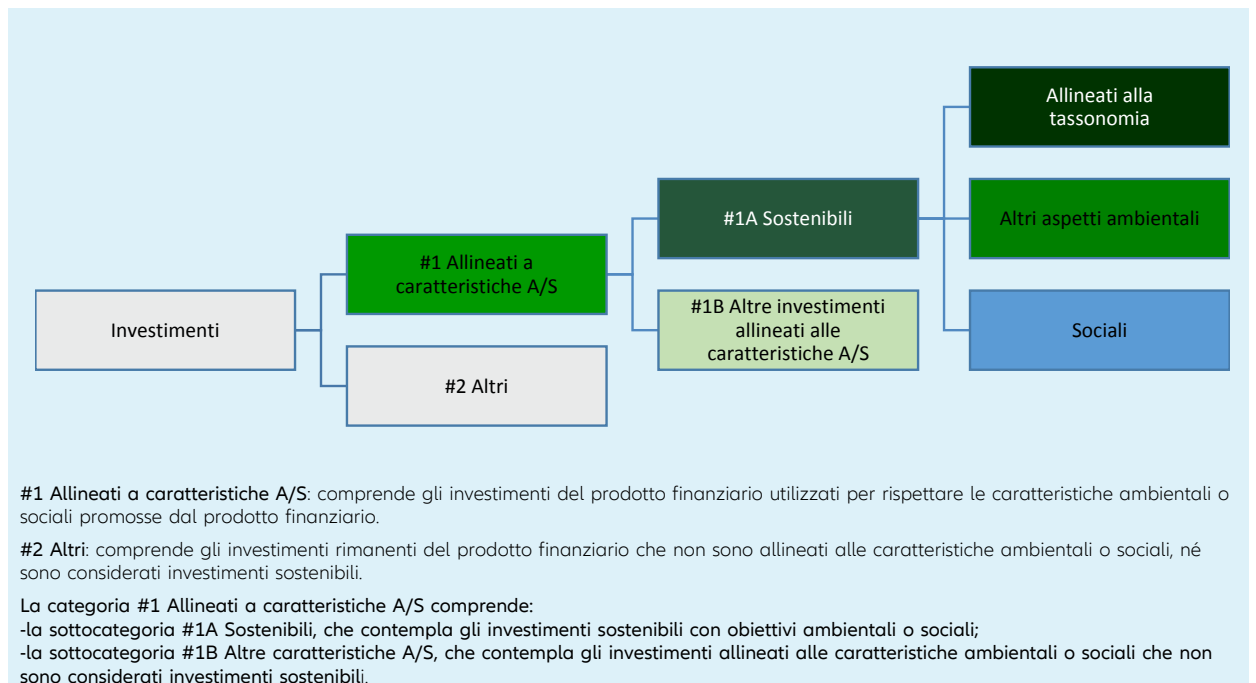 Allineati alla
tassonomia
#1A Sostenibili
Altri aspetti ambientali
#1 Allineati a
caratteristiche A/S
Investimenti
#1B Altre investimenti
allineati alle
caratteristiche A/S
Sociali
#2 Altri
#1 Allineati a caratteristiche A/S: comprende gli investimenti del prodotto finanziario utilizzati per rispettare le caratteristiche ambientali o
sociali promosse dal prodotto finanziario.
#2 Altri: comprende gli investimenti rimanenti del prodotto finanziario che non sono allineati alle caratteristiche ambientali o sociali, né
sono considerati investimenti sostenibili.
La categoria #1 Allineati a caratteristiche A/S comprende:
-la sottocategoria #1A Sostenibili, che contempla gli investimenti sostenibili con obiettivi ambientali o sociali;
-la sottocategoria #1B Altre caratteristiche A/S, che contempla gli investimenti allineati alle caratteristiche ambientali o sociali che non
sono considerati investimenti sostenibili.